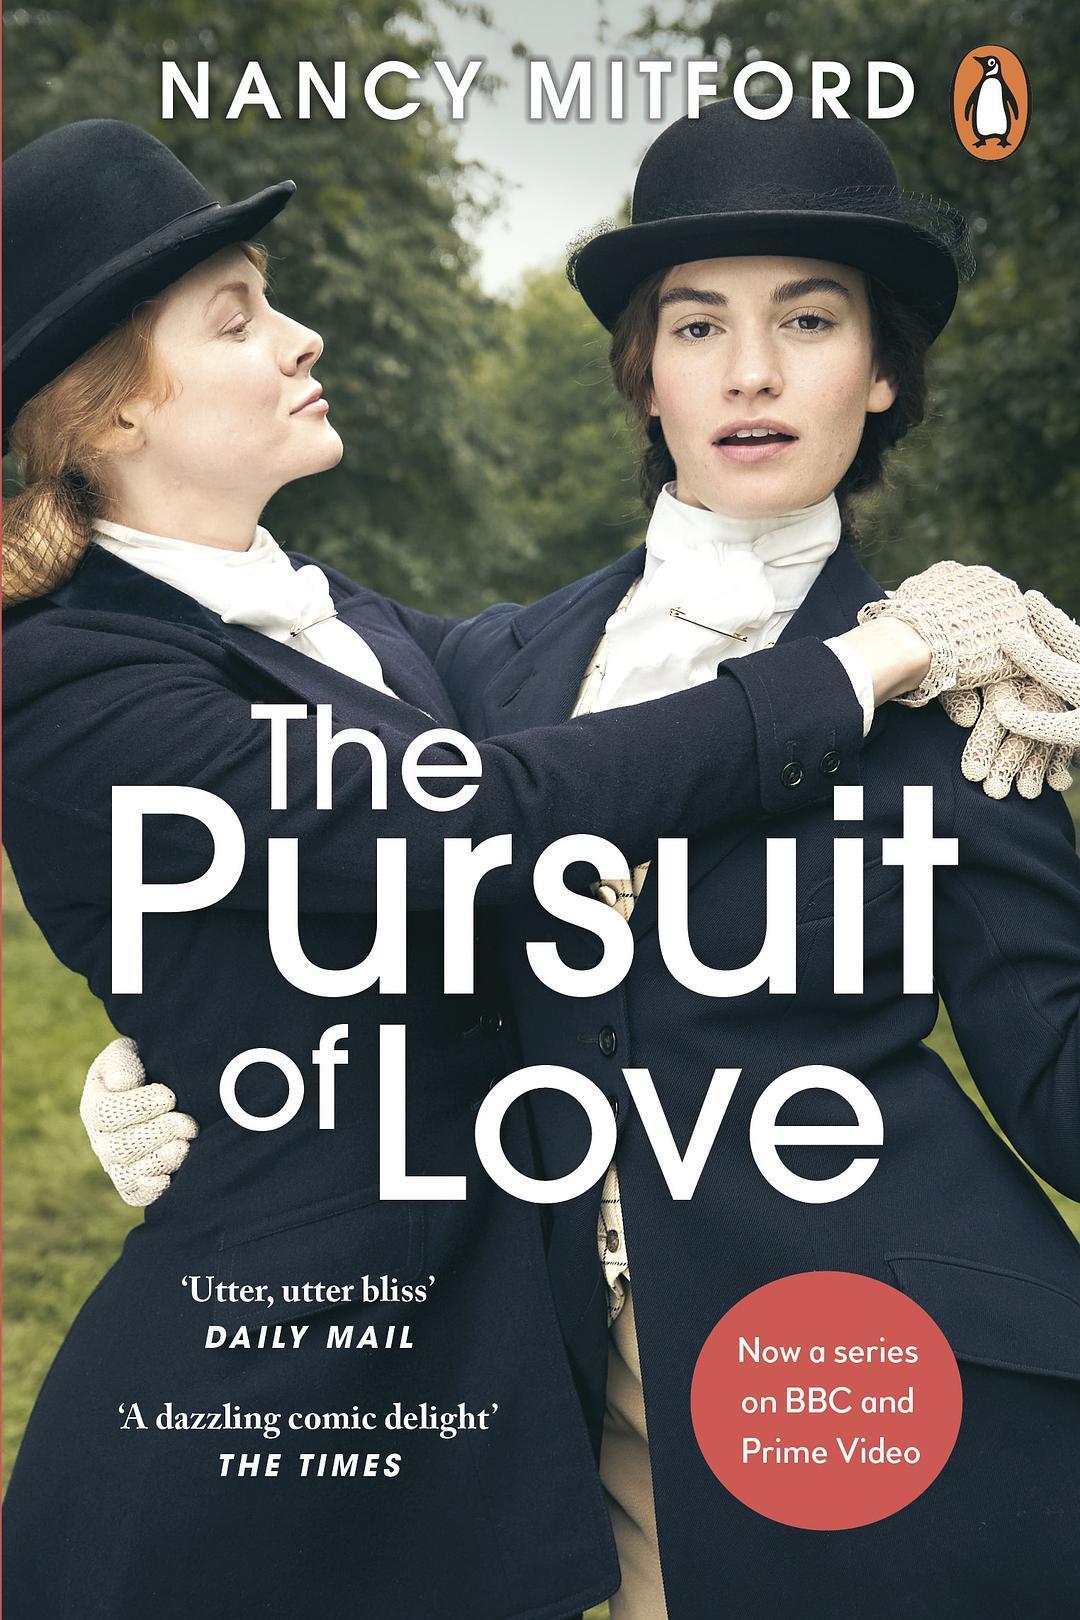 NANCY MITFORD
The
Pursuit
of Love
‘Utter, utter bliss’
DAILY MAIL
‘A dazzling comic delight’
THE TIMES
Now a series
on BBC and
Prime Video